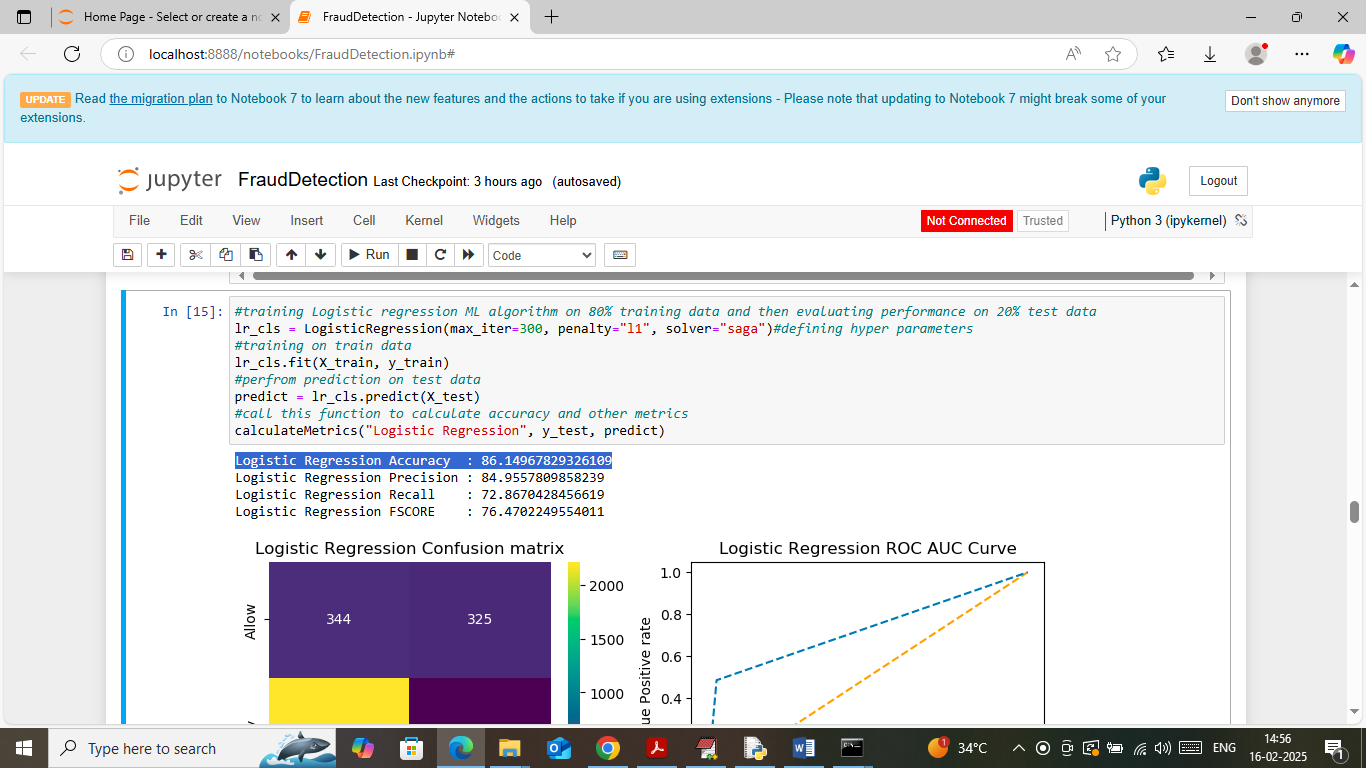 Home Page - Select or create a n
FraudDetection - Jupyter Noteboo
localhost:8888/notebooks/FraudDetection.ipynb#
UPDATE Read the migration plan to Notebook 7 to learn about the new features and the actions to take if you are using extensions - Please note that updating to Notebook 7 might break some of your
extensions.
Don't show anymore
jupyter FraudDetection Last Checkpoint: 3 hours ago (autosaved)
Logout
File Edit View Insert Cell Kernel Widgets Help
Not Connected Trusted Python 3 (ipykernel)
Run Code
In [15]:
#training Logistic regression ML algorithm on 80% training data and then evaluating performance on 20% test data
lr_cls = LogisticRegression(max_iter=300, penalty="l1", solver="saga")#defining hyper parameters
#training on train data
lr_cls.fit(X_train, y_train)
#perfrom prediction on test data
predict = lr_cls.predict(X_test)
#call this function to calculate accuracy and other metrics
calculateMetrics("Logistic Regression", y_test, predict)
Logistic Regression Accuracy  : 86.14967829326109
Logistic Regression Precision : 84.9557809858239
Logistic Regression Recall    : 72.8670428456619
Logistic Regression FSCORE    : 76.4702249554011
Logistic Regression Confusion matrix
Allow
344 325
2000
1500
1000
Logistic Regression ROC AUC Curve
ue Positive rate
1.0
0.8
0.6
0.4
Type here to search
1
34°C
ENG
14:56
16-02-2025
1